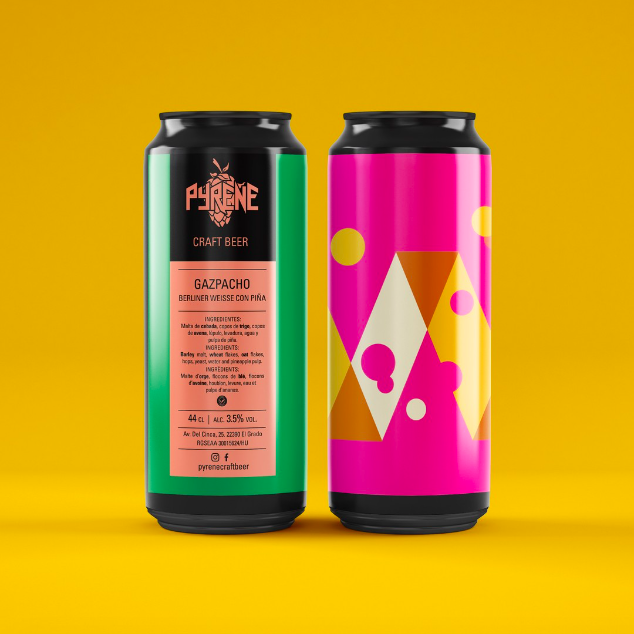 PYRENE
CRAFT BEER
GAZPACHO
BERLINER WEISSE CON PIÑA
INGREDIENTES:
Malta de cebada, copos de trigo, copos
de avena, lúpulo, levadura, agua y
pulpa de piña.
INGREDIENTS:
Barley malt, wheat flakes, oat flakes,
hops, yeast, water and pineapple pulp.
INGRÉDIENTS:
Malte d'orge, flocons de blé, flocons
d'avoine, houblon, levure, eau et
pulpe d'ananas.
44 CL | ALC. 3.5% VOL.
Av. Del Cinca, 25. 22390 El Grado
RGSEAA
pyrenecraftbeer